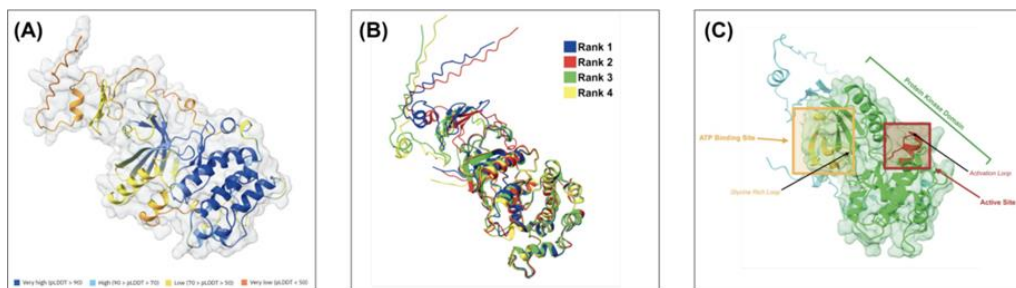 (A)
Very high (pLDDT > 90)
High (90 > pLDDT > 70)
Low (70 > pLDDT > 50)
Very low (pLDDT < 50)
(B)
Rank 1
Rank 2
Rank 3
Rank 4
(C)
Protein Kinase Domain
ATP Binding Site
Glycine Rich Loop
Activation Loop
Active Site